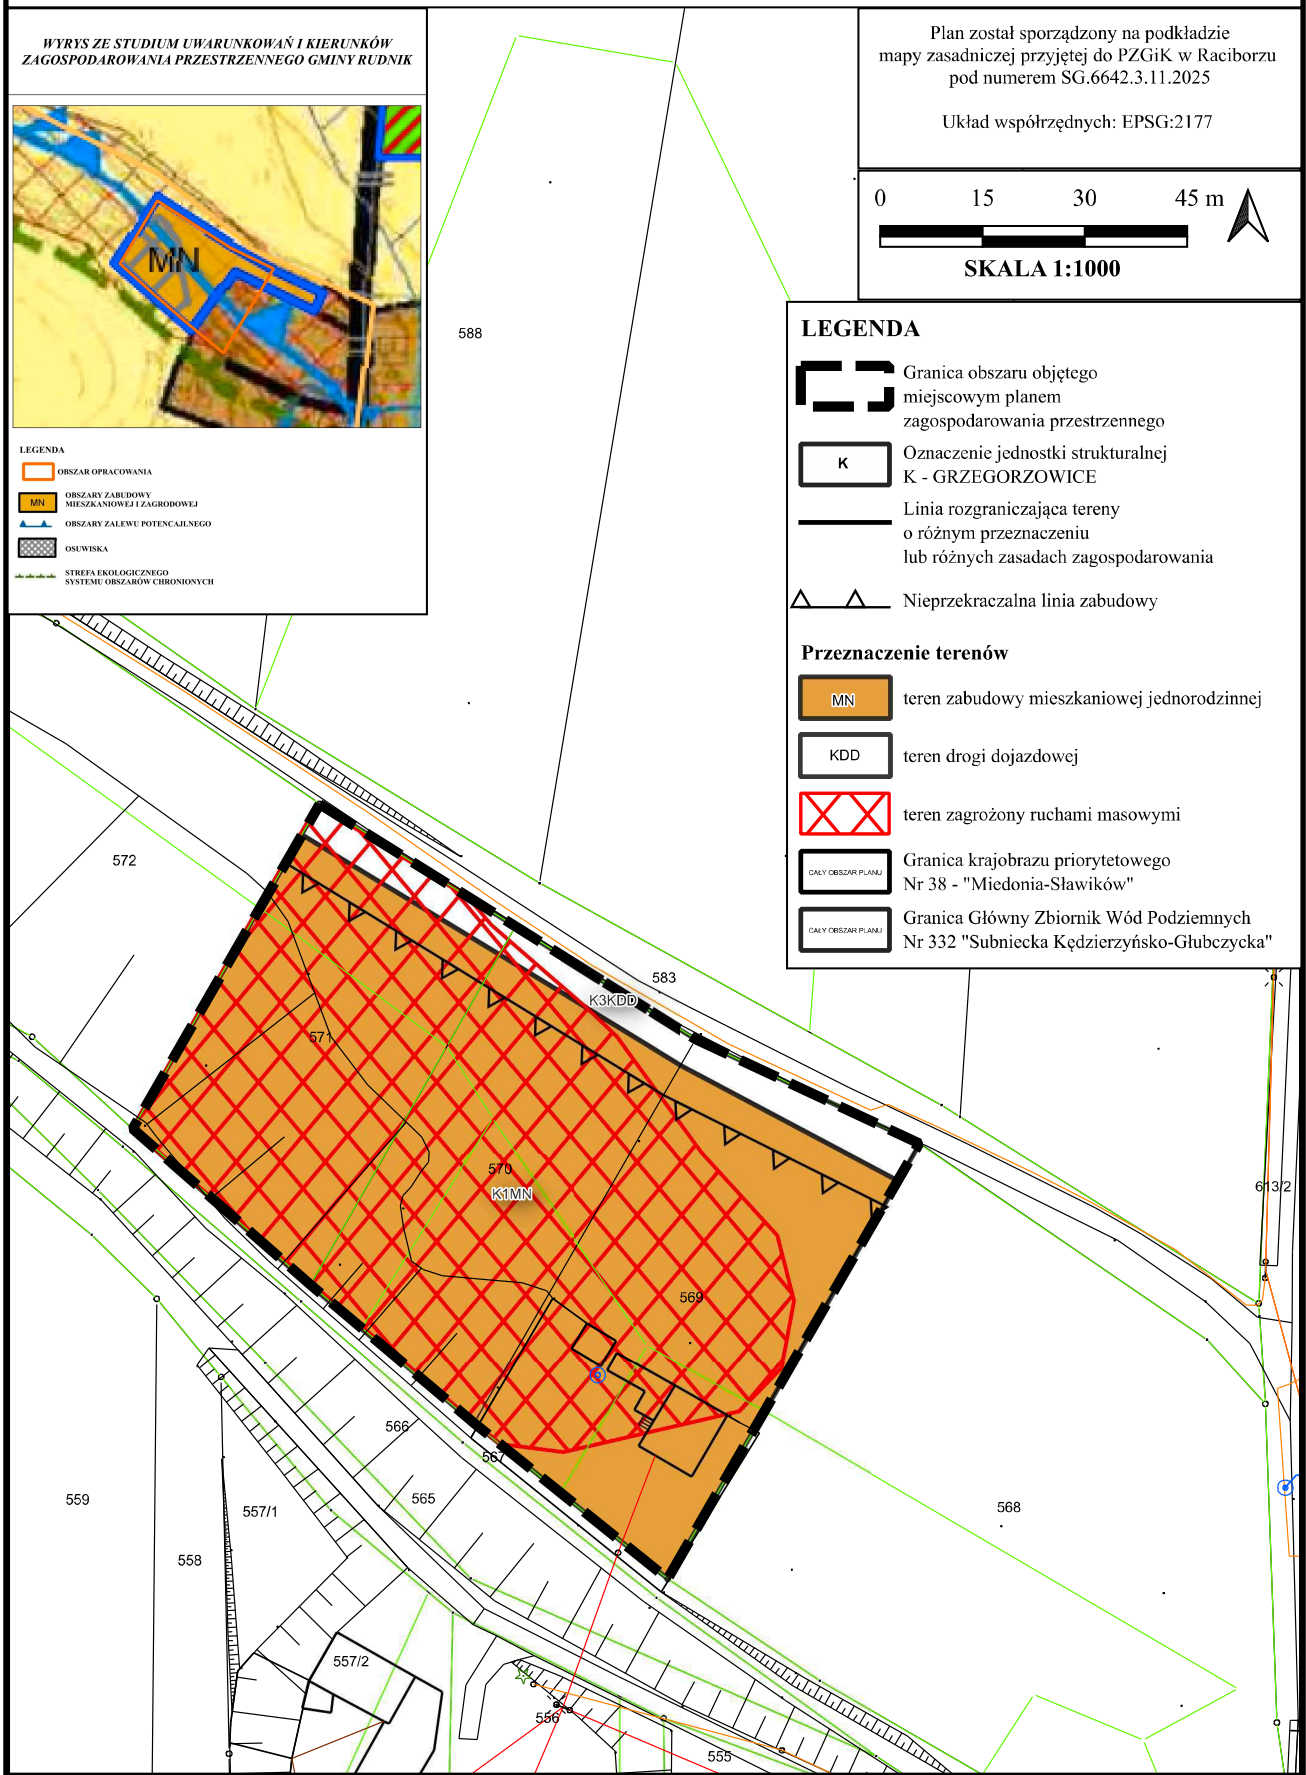 WYRYS ZE STUDIUM UWARUNKOWAŃ I KIERUNKÓW
ZAGOSPODAROWANIA PRZESTRZENNEGO GMINY RUDNIK
MN
LEGENDA
OBSZAR OPRACOWANIA
MN
OBSZARY ZABUDOWY
MIESZKANIOWEJ I ZAGRODOWEJ
OBSZARY ZALEWU POTENCAJLNEGO
OSUWISKA
STREFA EKOLOGICZNEGO
SYSTEMU OBSZARÓW CHRONIONYCH
Plan został sporządzony na podkładzie
mapy zasadniczej przyjętej do PZGiK w Raciborzu
pod numerem SG.6642.3.11.2025
Układ współrzędnych: EPSG:2177
0 15 30 45 m
SKALA 1:1000
LEGENDA
Granica obszaru objętego
miejscowym planem
zagospodarowania przestrzennego
K
Oznaczenie jednostki strukturalnej
K - GRZEGORZOWICE
Linia rozgraniczająca tereny
o różnym przeznaczeniu
lub różnych zasadach zagospodarowania
Nieprzekraczalna linia zabudowy
Przeznaczenie terenów
MN
teren zabudowy mieszkaniowej jednorodzinnej
KDD
teren drogi dojazdowej
teren zagrożony ruchami masowymi
CAŁY OBSZAR PLANU
Granica krajobrazu priorytetowego
Nr 38 - "Miedonia-Sławików"
CAŁY OBSZAR PLANU
Granica Główny Zbiornik Wód Podziemnych
Nr 332 "Subniecka Kędzierzyńsko-Głubczycka"
588
572
583
K3KDD
571
570
K1MN
613/2
569
566
567
565
559
557/1
568
558
557/2
556
555